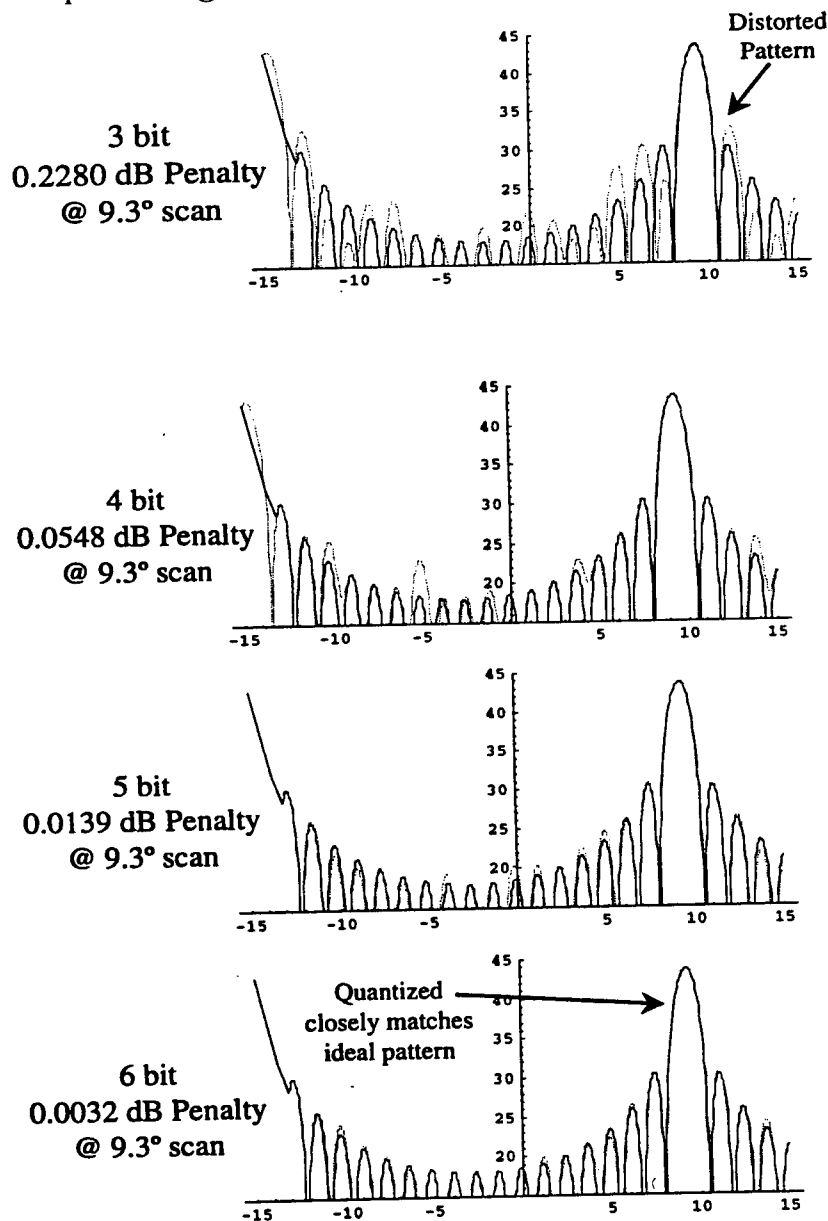 Distorted
Pattern
3 bit
0.2280 dB Penalty
@ 9.3° scan
45
40
35
30
25
20
-15 -10 -5 5 10 15
4 bit
0.0548 dB Penalty
@ 9.3° scan
45
40
35
30
25
20
-15 -10 -5 5 10 15
5 bit
0.0139 dB Penalty
@ 9.3° scan
45
40
35
30
25
20
-15 -10 -5 5 10 15
6 bit
0.0032 dB Penalty
@ 9.3° scan
Quantized
closely matches
ideal pattern
45
40
35
30
25
20
-15 -10 -5 5 10 15